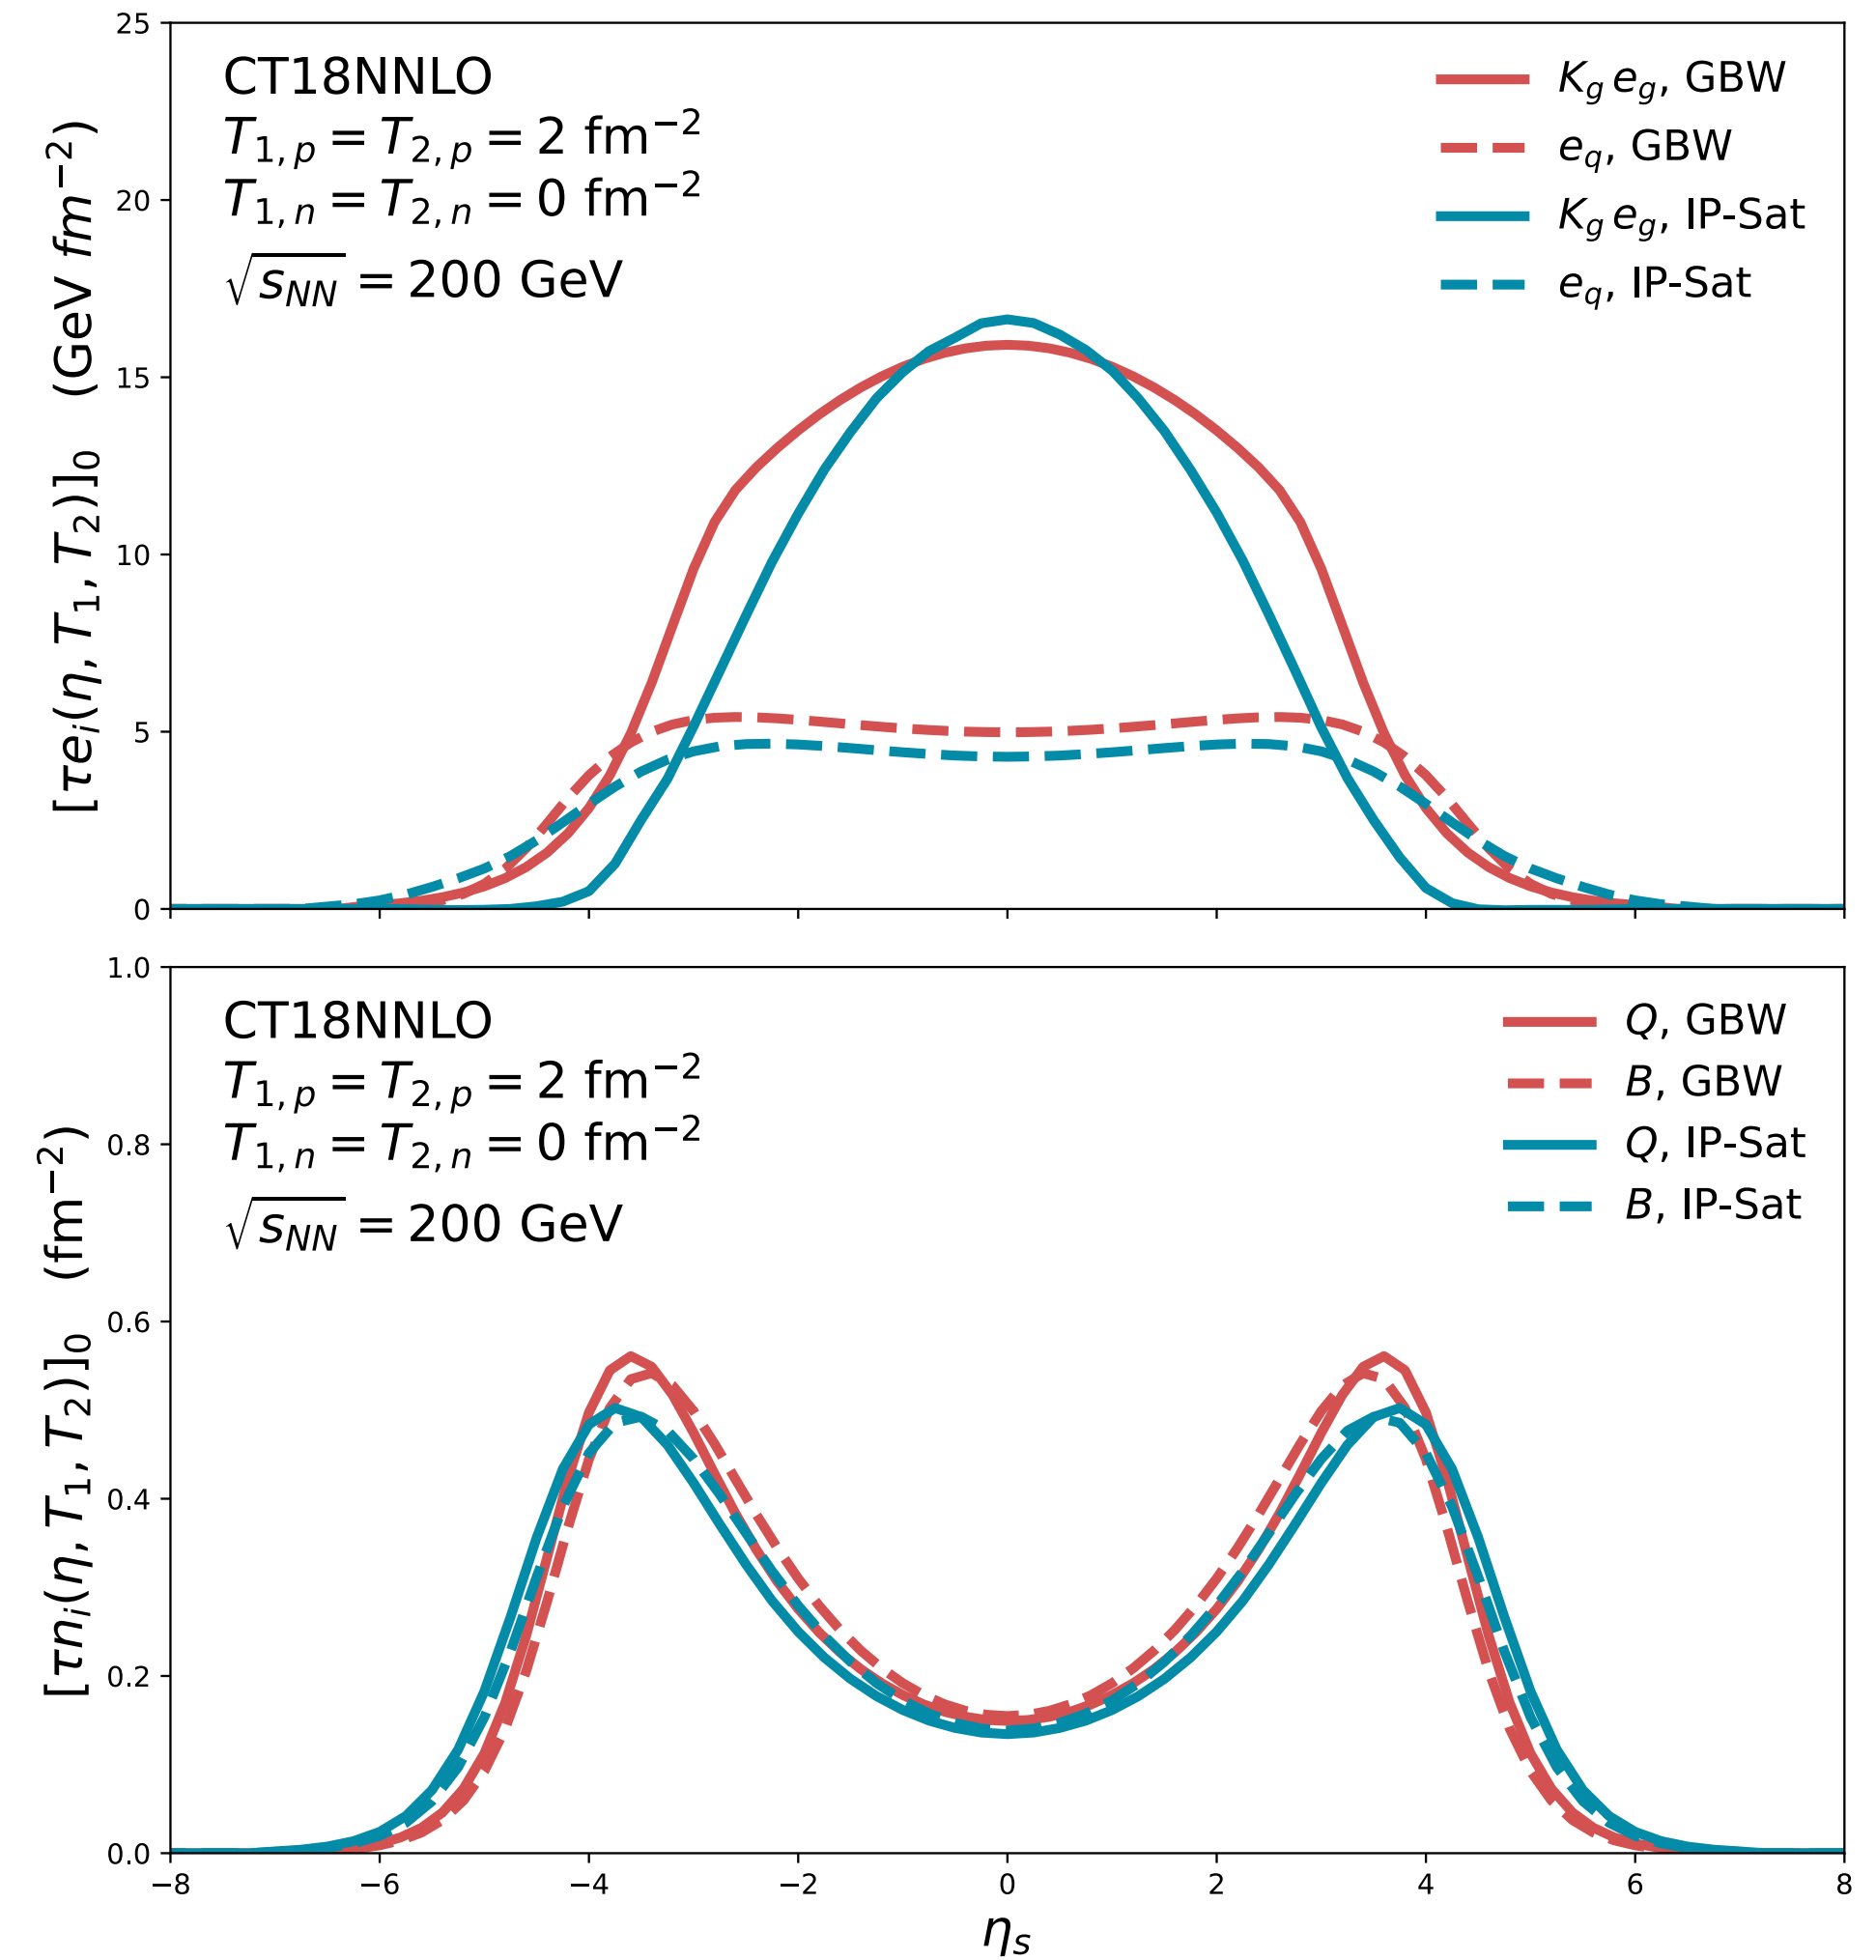 [τe_i(η, T_1, T_2)]_0 (GeV fm^{−2})
25
20
15
10
5
0
CT18NNLO
T_{1,p} = T_{2,p} = 2 fm^{−2}
T_{1,n} = T_{2,n} = 0 fm^{−2}
√s_{NN} = 200 GeV
K_g e_g, GBW
e_q, GBW
K_g e_g, IP-Sat
e_q, IP-Sat
[τn_i(η, T_1, T_2)]_0 (fm^{−2})
1.0
0.8
0.6
0.4
0.2
0.0
CT18NNLO
T_{1,p} = T_{2,p} = 2 fm^{−2}
T_{1,n} = T_{2,n} = 0 fm^{−2}
√s_{NN} = 200 GeV
Q, GBW
B, GBW
Q, IP-Sat
B, IP-Sat
−8 −6 −4 −2 0 2 4 6 8
η_s